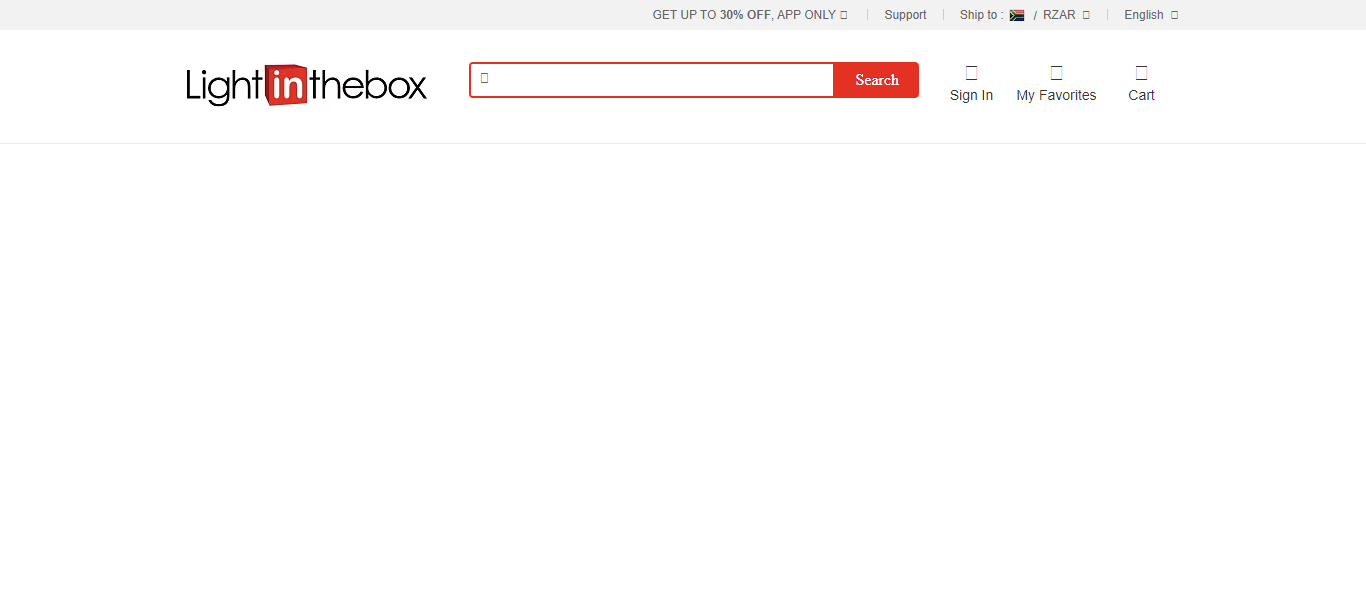 GET UP TO 30% OFF, APP ONLY
Support
Ship to : / RZAR
English
Lightinthebox
Search
Sign In
My Favorites
Cart